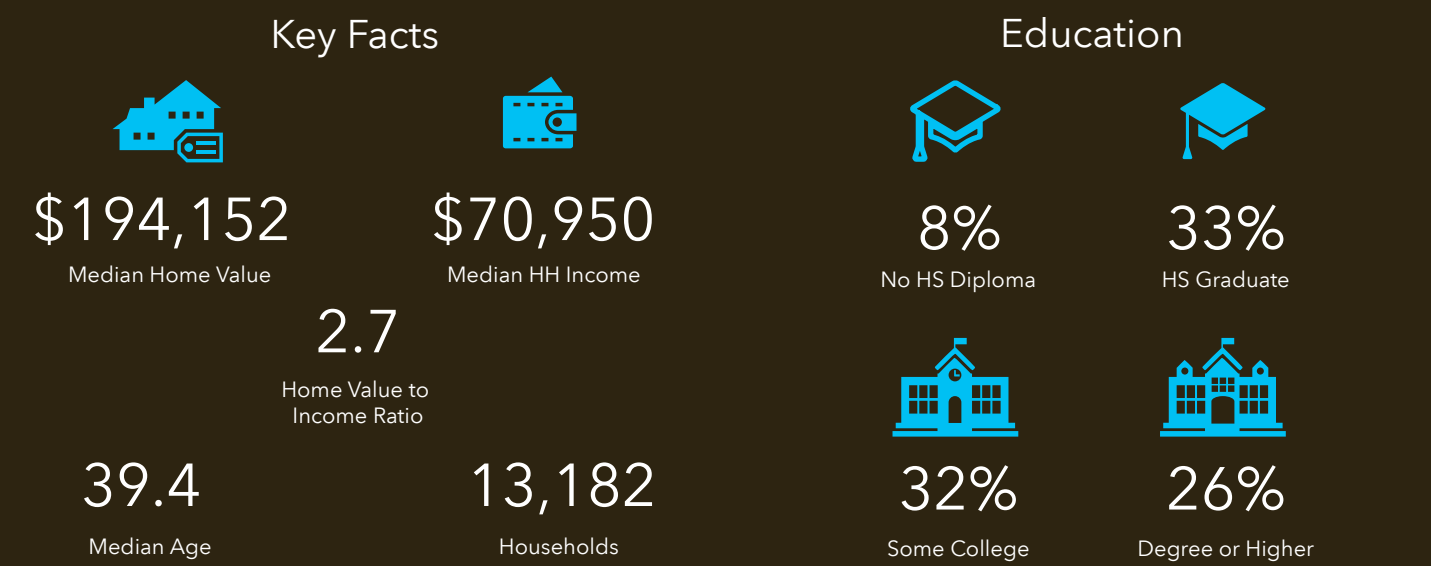 Key Facts
$194,152
Median Home Value
$70,950
Median HH Income
2.7
Home Value to
Income Ratio
39.4
Median Age
13,182
Households
Education
8%
No HS Diploma
33%
HS Graduate
32%
Some College
26%
Degree or Higher